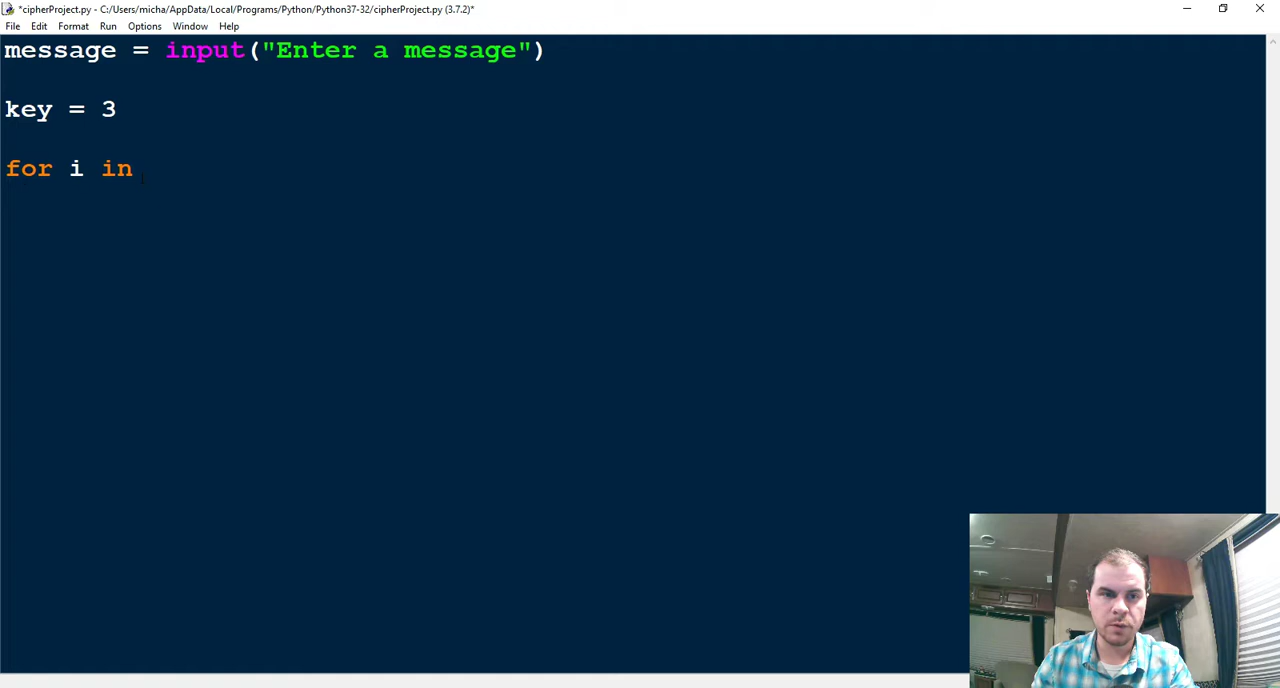 *cipherProject.py - C:/Users/micha/AppData/Local/Programs/Python/Python37-32/cipherProject.py (3.7.2)*
File Edit Format Run Options Window Help
message = input("Enter a message")
key = 3
for i in